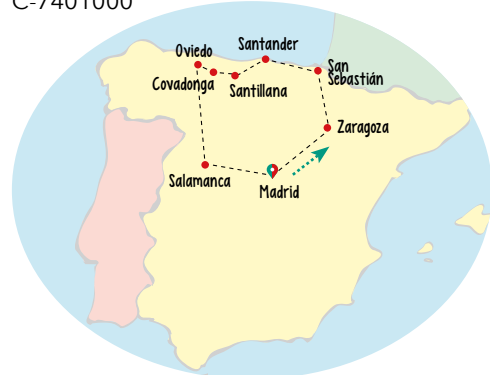 C-7401000
Oviedo
Santander
San
Sebastián
Covadonga
Santillana
Zaragoza
Salamanca
Madrid